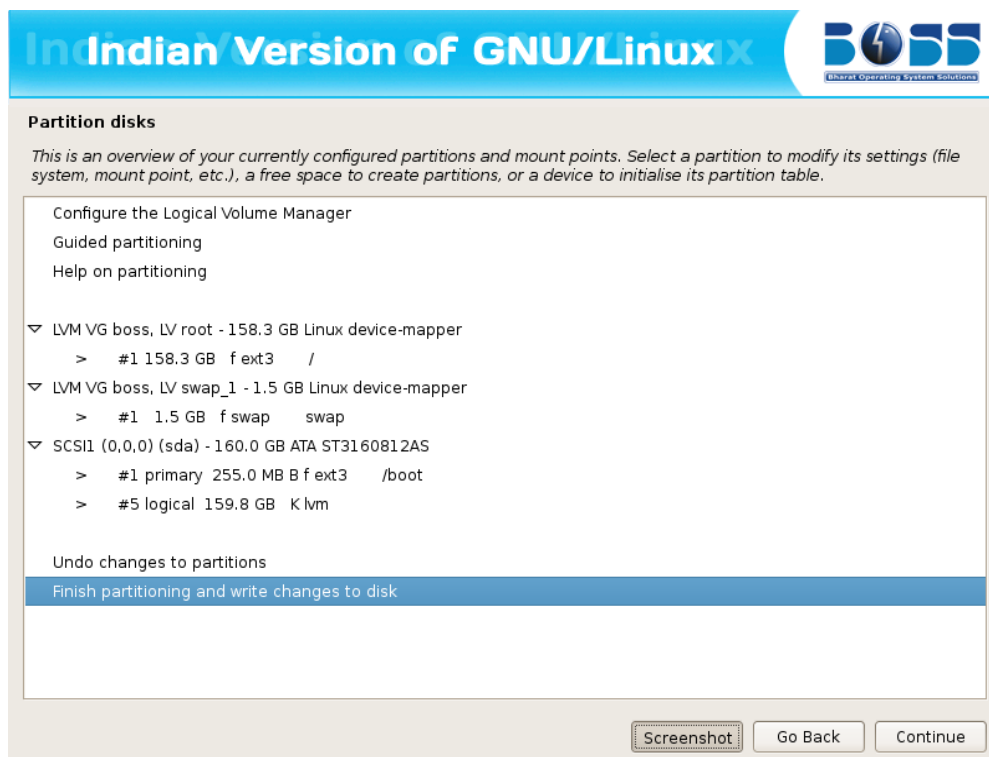 Indian Version of GNU/Linux
BOSS
Bharat Operating System Solutions
Partition disks
This is an overview of your currently configured partitions and mount points. Select a partition to modify its settings (file
system, mount point, etc.), a free space to create partitions, or a device to initialise its partition table.
Configure the Logical Volume Manager
Guided partitioning
Help on partitioning
LVM VG boss, LV root - 158.3 GB Linux device-mapper
> #1 158.3 GB f ext3 /
LVM VG boss, LV swap_1 - 1.5 GB Linux device-mapper
> #1 1.5 GB f swap swap
SCSI1 (0,0,0) (sda) - 160.0 GB ATA ST3160812AS
> #1 primary 255.0 MB B f ext3 /boot
> #5 logical 159.8 GB K lvm
Undo changes to partitions
Finish partitioning and write changes to disk
Screenshot Go Back Continue